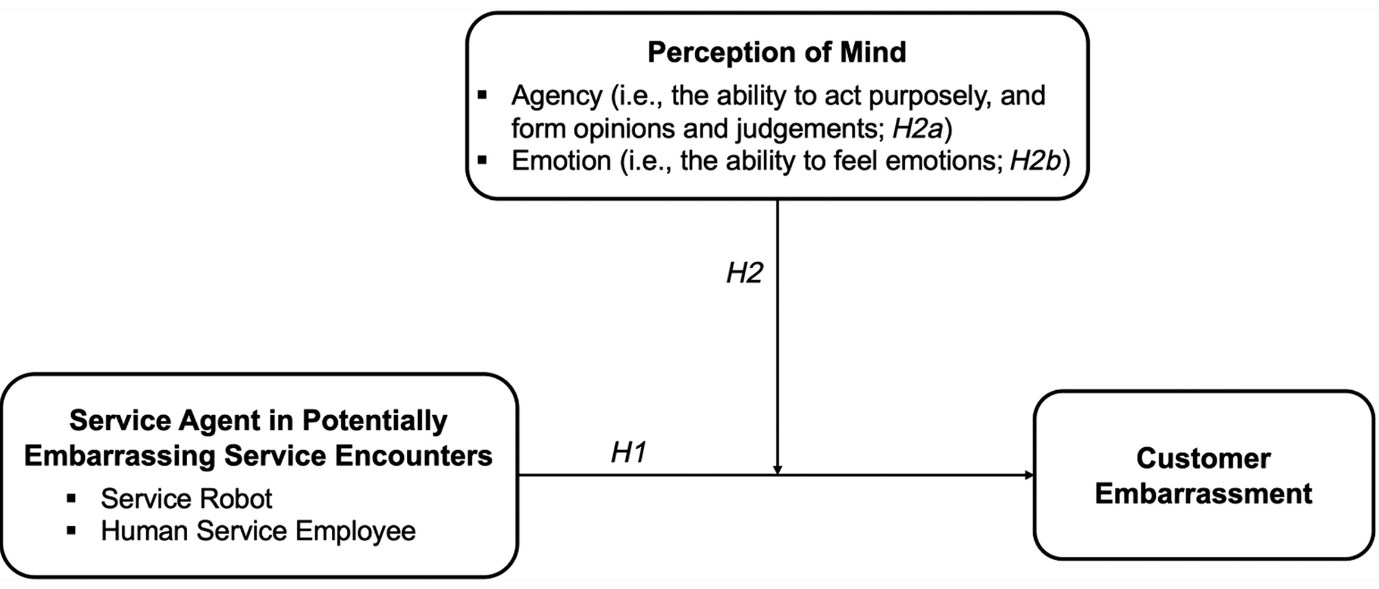 Perception of Mind
▪ Agency (i.e., the ability to act purposely, and
form opinions and judgements; H2a)
▪ Emotion (i.e., the ability to feel emotions; H2b)
H2
Service Agent in Potentially
Embarrassing Service Encounters
▪ Service Robot
▪ Human Service Employee
H1
Customer
Embarrassment